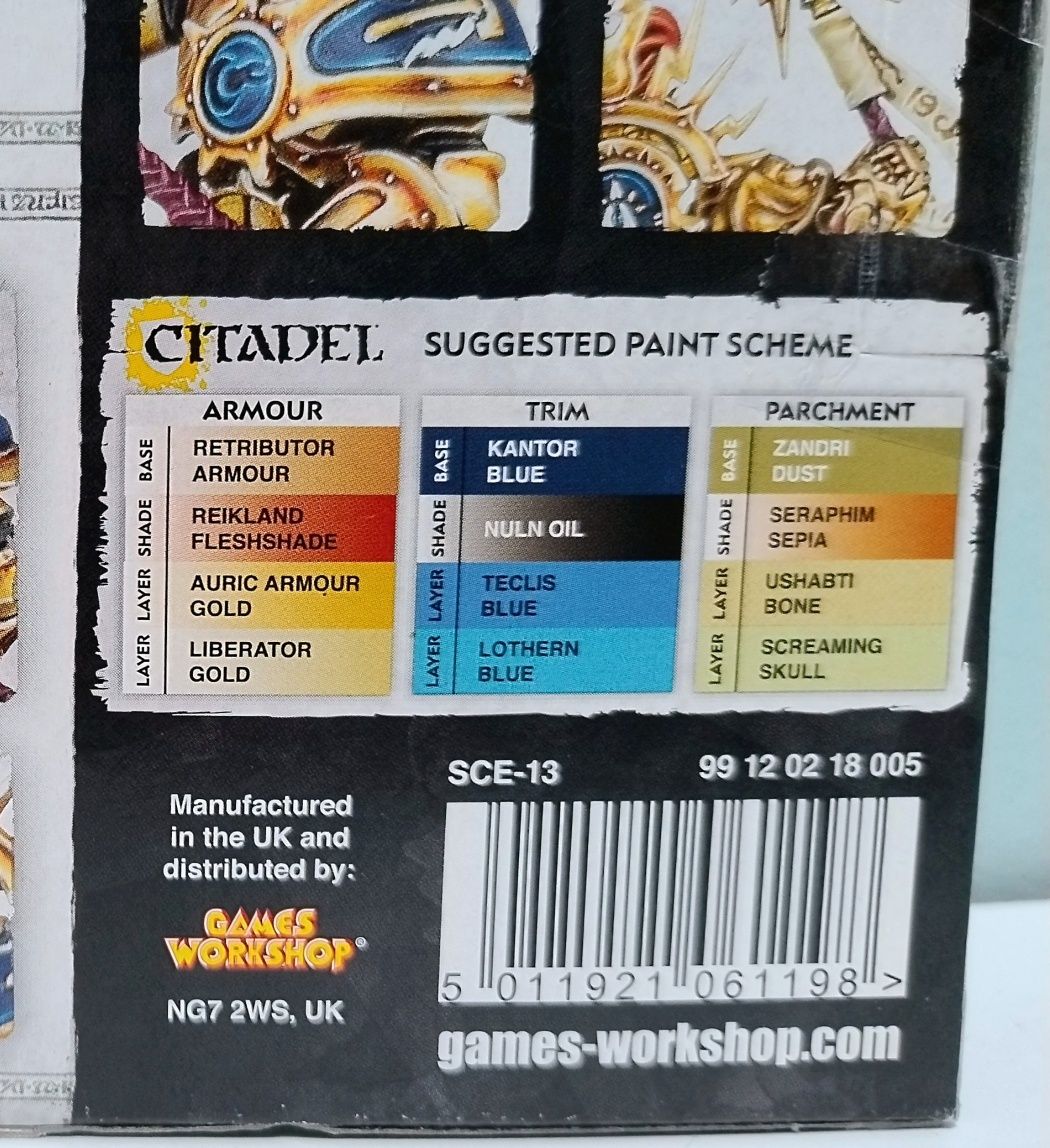 CITADEL SUGGESTED PAINT SCHEME
ARMOUR
BASE
RETRIBUTOR
ARMOUR
SHADE
REIKLAND
FLESHSHADE
LAYER
AURIC ARMOUR
GOLD
LAYER
LIBERATOR
GOLD
TRIM
BASE
KANTOR
BLUE
SHADE
NULN OIL
LAYER
TECLIS
BLUE
LAYER
LOTHERN
BLUE
PARCHMENT
BASE
ZANDRI
DUST
SHADE
SERAPHIM
SEPIA
LAYER
USHABTI
BONE
LAYER
SCREAMING
SKULL
Manufactured
in the UK and
distributed by:
GAMES
WORKSHOP®
NG7 2WS, UK
SCE-13 99 12 02 18 005
5 011921 061198 >
games-workshop.com